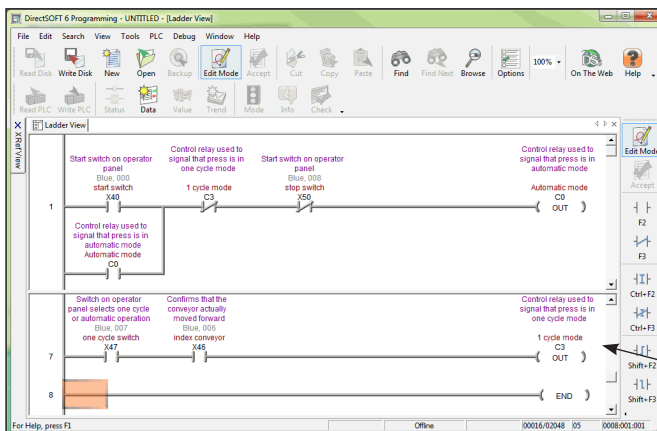 DirectSOFT 6 Programming - UNTITLED - [Ladder View]
File Edit Search View Tools PLC Debug Window Help
Read Disk Write Disk New Open Backup Edit Mode Accept Cut Copy Paste Find Find Next Browse Options 100% On The Web Help
Read PLC Write PLC Status Data Value Trend Mode Info Check
X XRef View
Ladder View
Start switch on operator
panel
Blue, 000
start switch
X40
Control relay used to
signal that press is in
one cycle mode
1 cycle mode
C3
Start switch on operator
panel
Blue, 008
stop switch
X50
Control relay used to
signal that press is in
automatic mode
Automatic mode
C0
OUT
1
Control relay used to
signal that press is in
automatic mode
Automatic mode
C0
Switch on operator
panel selects one cycle
or automatic operation
Blue, 007
one cycle switch
X47
Confirms that the
conveyor actually
moved forward
Blue, 006
index conveyor
X46
Control relay used to
signal that press is in
one cycle mode
1 cycle mode
C3
OUT
7
8
END
Edit Mode
Accept
F2
F3
Ctrl+F2
Ctrl+F3
Shift+F2
Shift+F3
For Help, press F1
Offline
00016/02048 05 0008:001:001